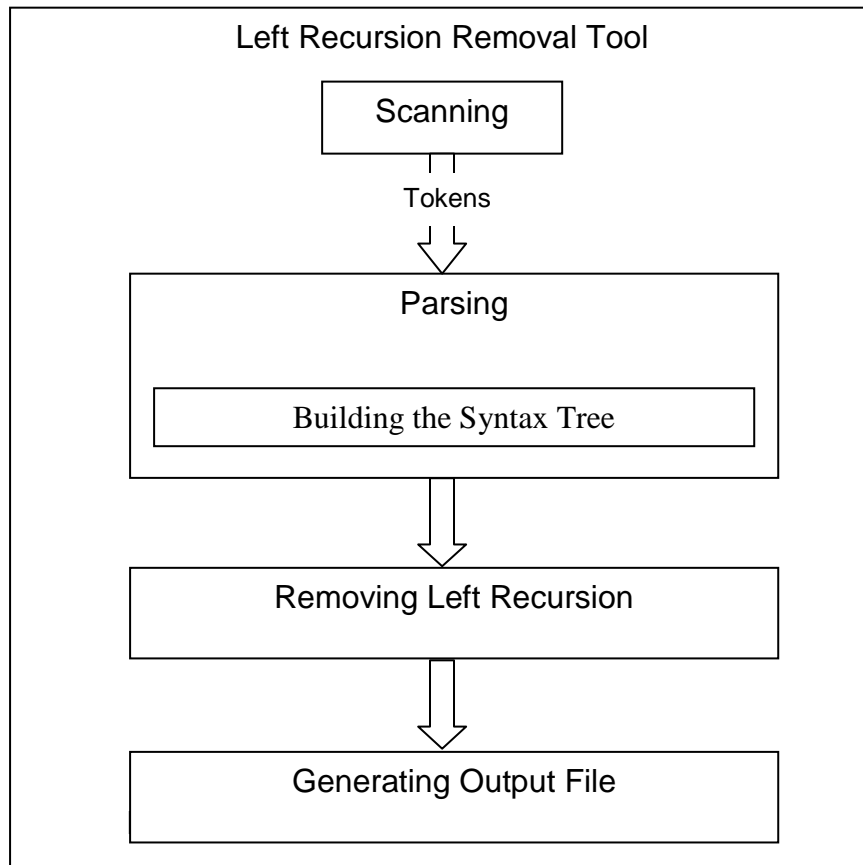 Left Recursion Removal Tool
Scanning
Tokens
Parsing
Building the Syntax Tree
Removing Left Recursion
Generating Output File